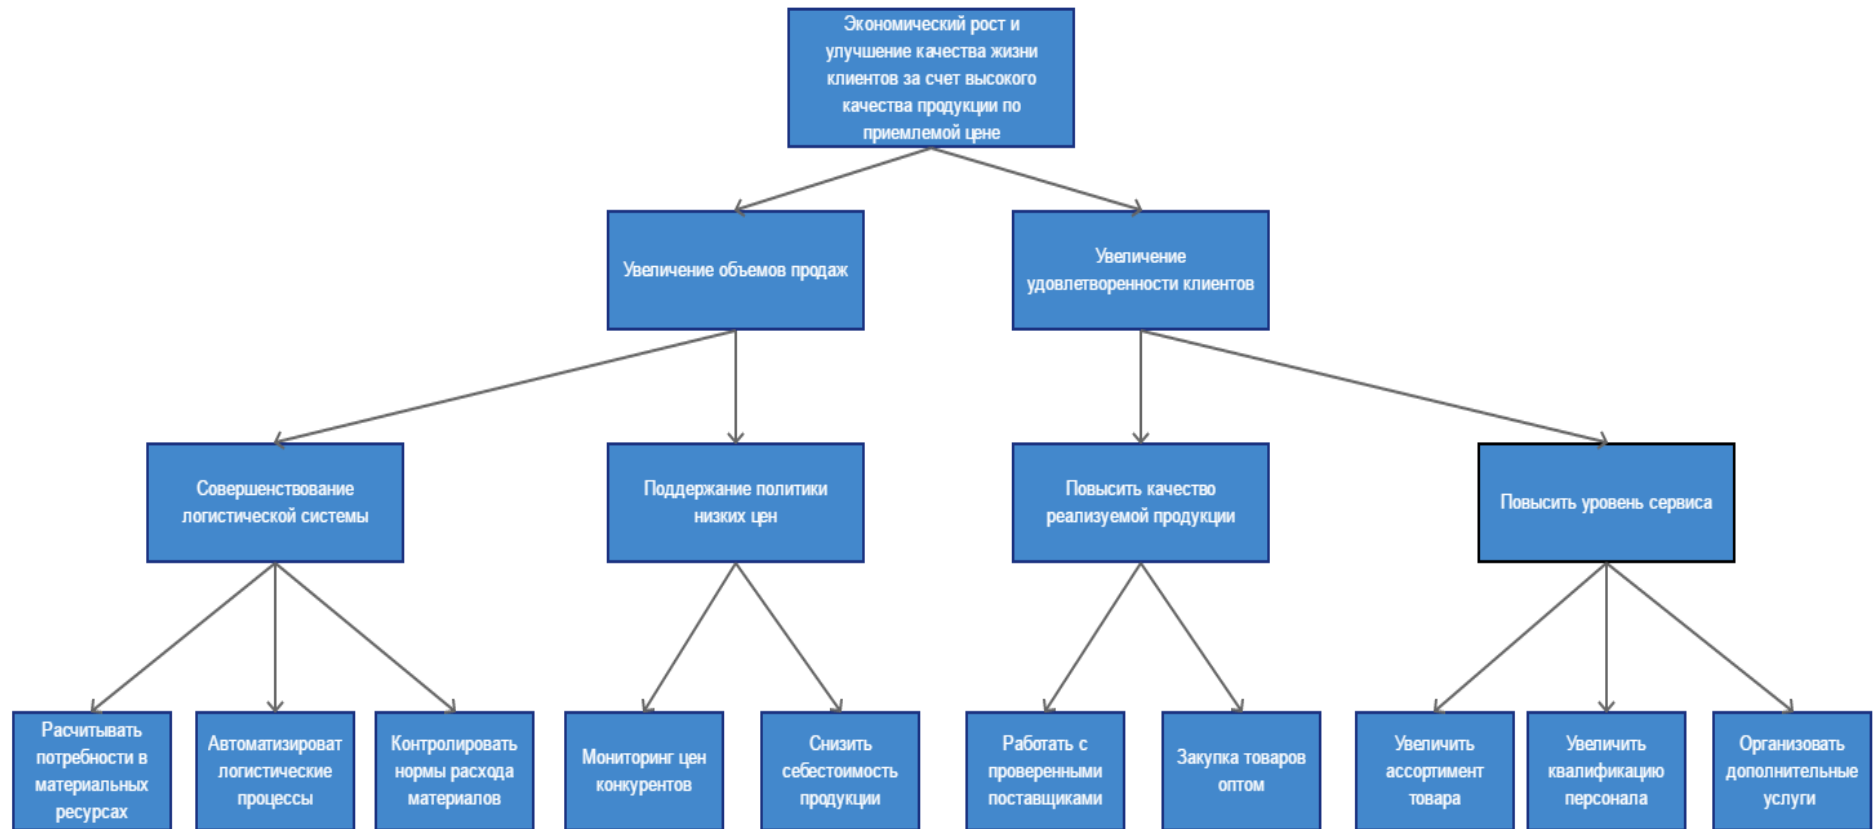 Экономический рост и
улучшение качества жизни
клиентов за счет высокого
качества продукции по
приемлемой цене
Увеличение объемов продаж
Увеличение
удовлетворенности клиентов
Совершенствование
логистической системы
Поддержание политики
низких цен
Повысить качество
реализуемой продукции
Повысить уровень сервиса
Расчитывать
потребности в
материальных
ресурсах
Автоматизироват
логистические
процессы
Контролировать
нормы расхода
материалов
Мониторинг цен
конкурентов
Снизить
себестоимость
продукции
Работать с
проверенными
поставщиками
Закупка товаров
оптом
Увеличить
ассортимент
товара
Увеличить
квалификацию
персонала
Организовать
дополнительные
услуги